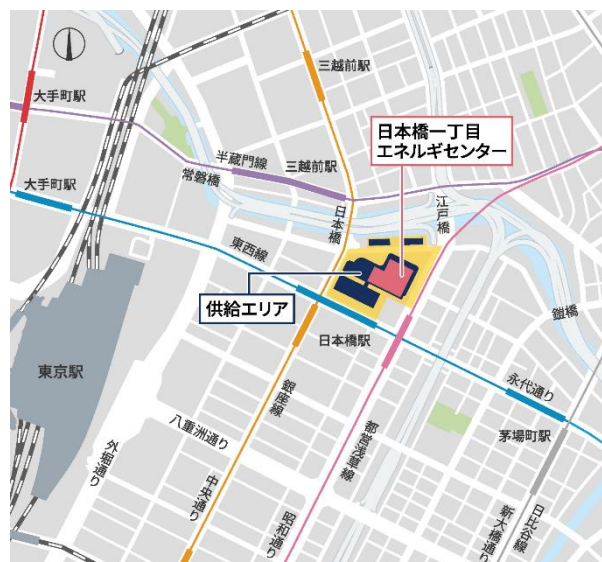 三越前駅
大手町駅
日本橋一丁目
エネルギセンター
半蔵門線
三越前駅
常磐橋
大手町駅
日本橋
江戸橋
東西線
供給エリア
鎧橋
日本橋駅
東京駅
永代通り
銀座線
八重洲通り
茅場町駅
都営浅草線
外堀通り
中央通り
昭和通り
新大橋通り
日比谷線